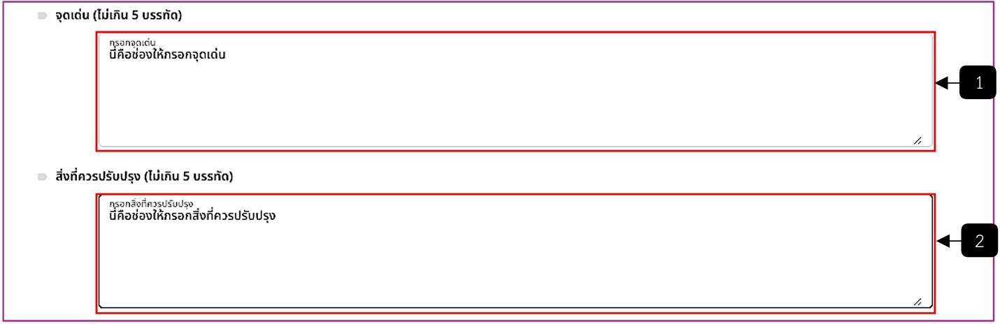 จุดเด่น (ไม่เกิน 5 บรรทัด)
กรอกจุดเด่น
นี่คือช่องให้กรอกจุดเด่น
1
สิ่งที่ควรปรับปรุง (ไม่เกิน 5 บรรทัด)
กรอกสิ่งที่ควรปรับปรุง
นี่คือช่องให้กรอกสิ่งที่ควรปรับปรุง
2